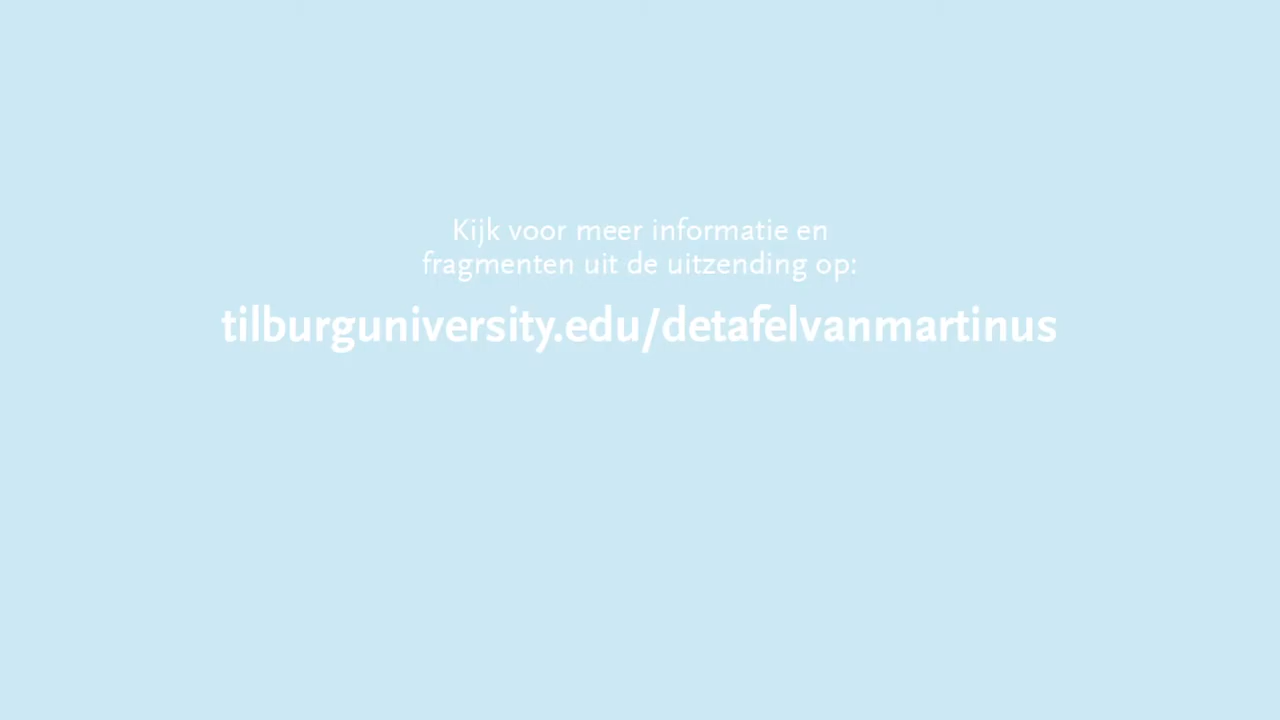 Kijk voor meer informatie en
fragmenten uit de uitzending op:
tilburguniversity.edu/detafelvanmartinus